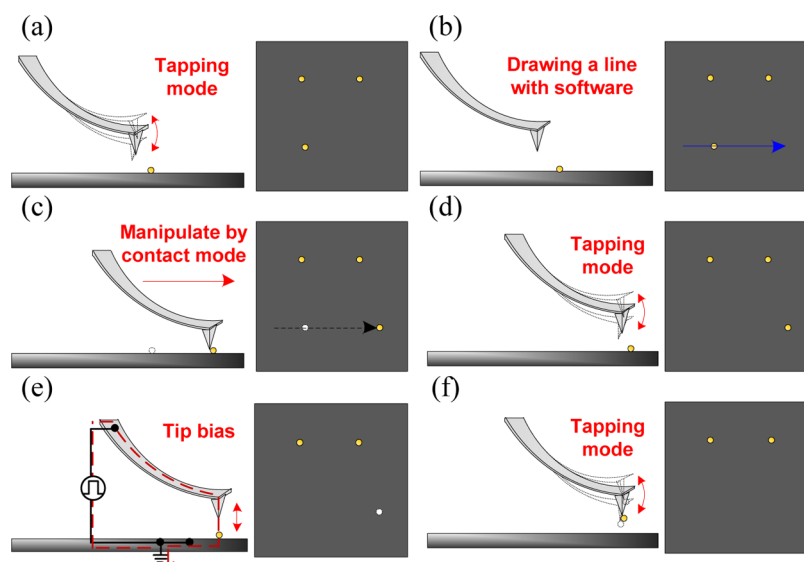 (a)
Tapping
mode
(b)
Drawing a line
with software
(c)
Manipulate by
contact mode
(d)
Tapping
mode
(e)
Tip bias
(f)
Tapping
mode